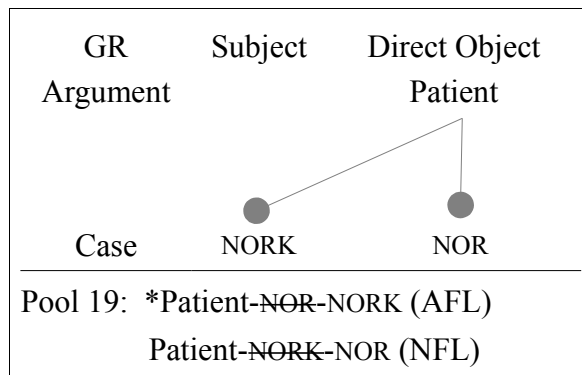 GR Subject Direct Object
Argument Patient
Case NORK NOR
Pool 19: *Patient-NOR-NORK (AFL)
Patient-NORK-NOR (NFL)